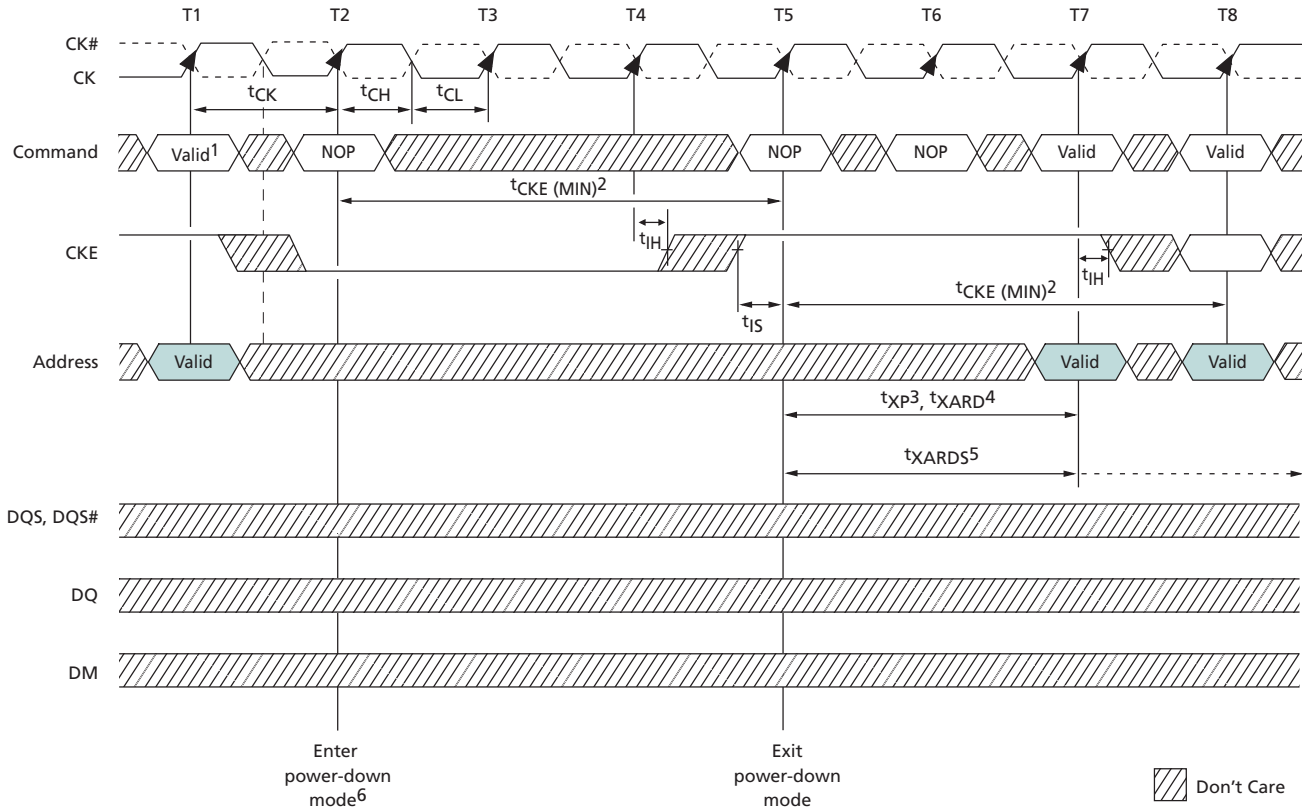 T1 T2 T3 T4 T5 T6 T7 T8
CK#
CK
tCK tCH tCL
Command Valid1 NOP NOP NOP Valid Valid
tCKE (MIN)2
CKE tIH tIH
tCKE (MIN)2
tIS
Address Valid Valid Valid
tXP3, tXARD4
tXARDS5
DQS, DQS#
DQ
DM
Enter
power-down
mode6
Exit
power-down
mode
Don't Care